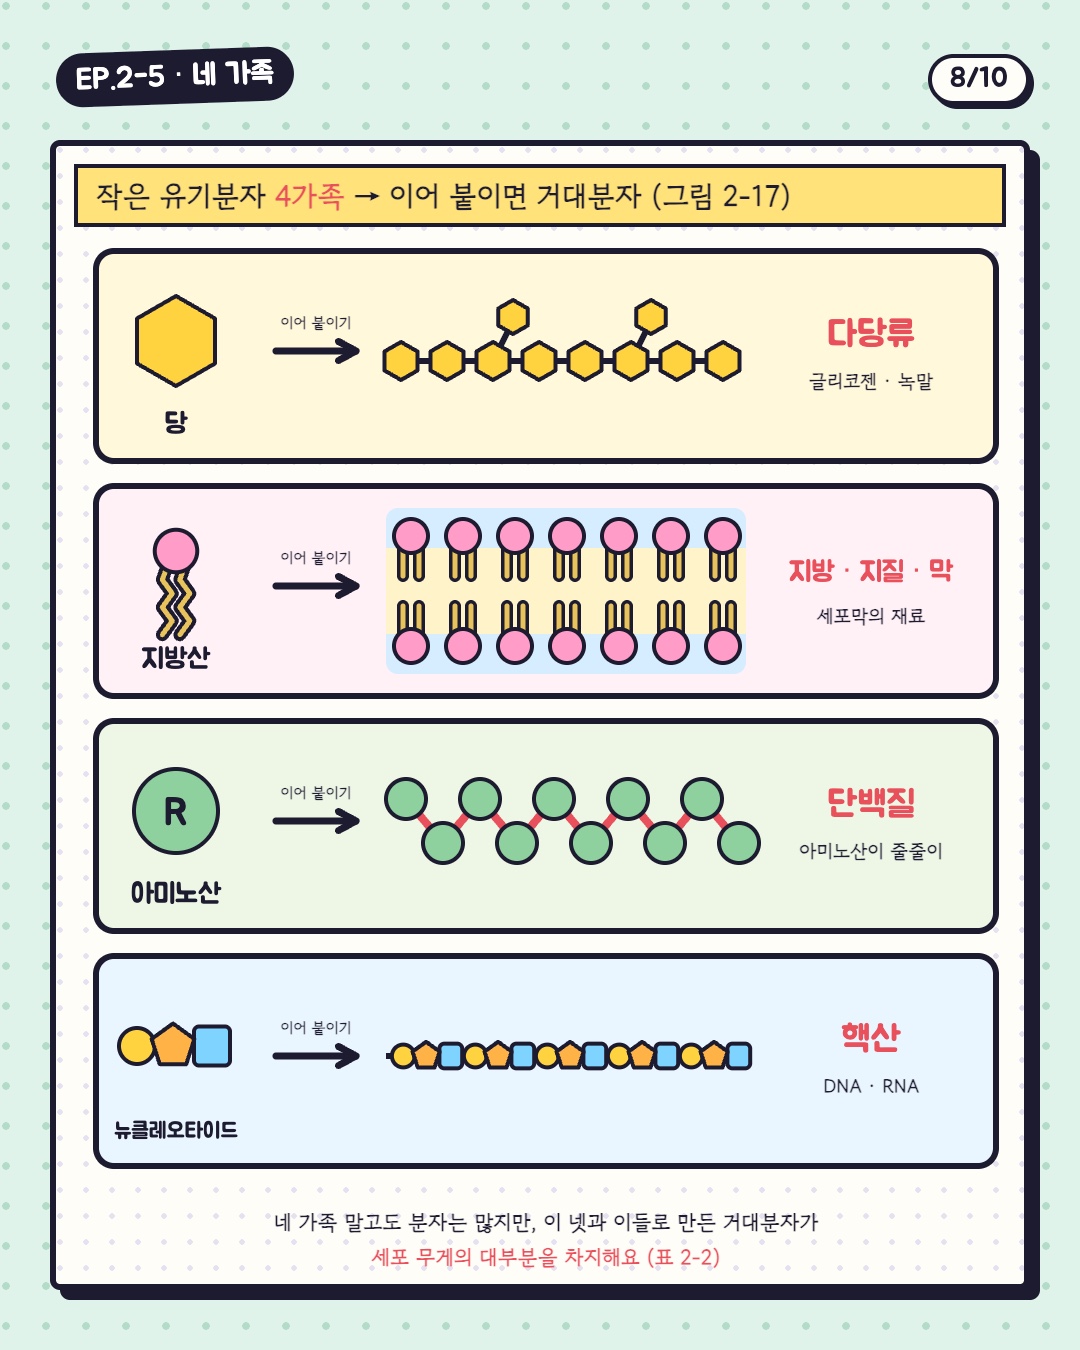 EP.2-5 · 네 가족
8/10
작은 유기분자 4가족 → 이어 붙이면 거대분자 (그림 2-17)
당
이어 붙이기
다당류
글리코젠 · 녹말
지방산
이어 붙이기
지방 · 지질 · 막
세포막의 재료
R
아미노산
이어 붙이기
단백질
아미노산이 줄줄이
뉴클레오타이드
이어 붙이기
핵산
DNA · RNA
네 가족 말고도 분자는 많지만, 이 넷과 이들로 만든 거대분자가
세포 무게의 대부분을 차지해요 (표 2-2)